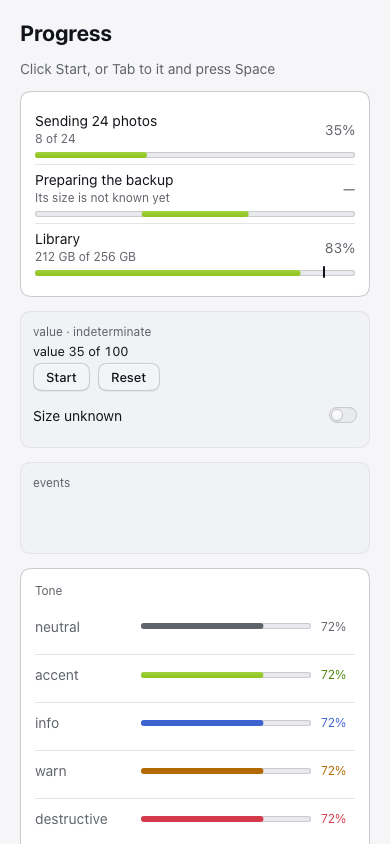 Progress
Click Start, or Tab to it and press Space
Sending 24 photos
8 of 24
35%
Preparing the backup
Its size is not known yet
—
Library
212 GB of 256 GB
83%
value · indeterminate
value 35 of 100
Start
Reset
Size unknown
events
Tone
neutral
72%
accent
72%
info
72%
warn
72%
destructive
72%